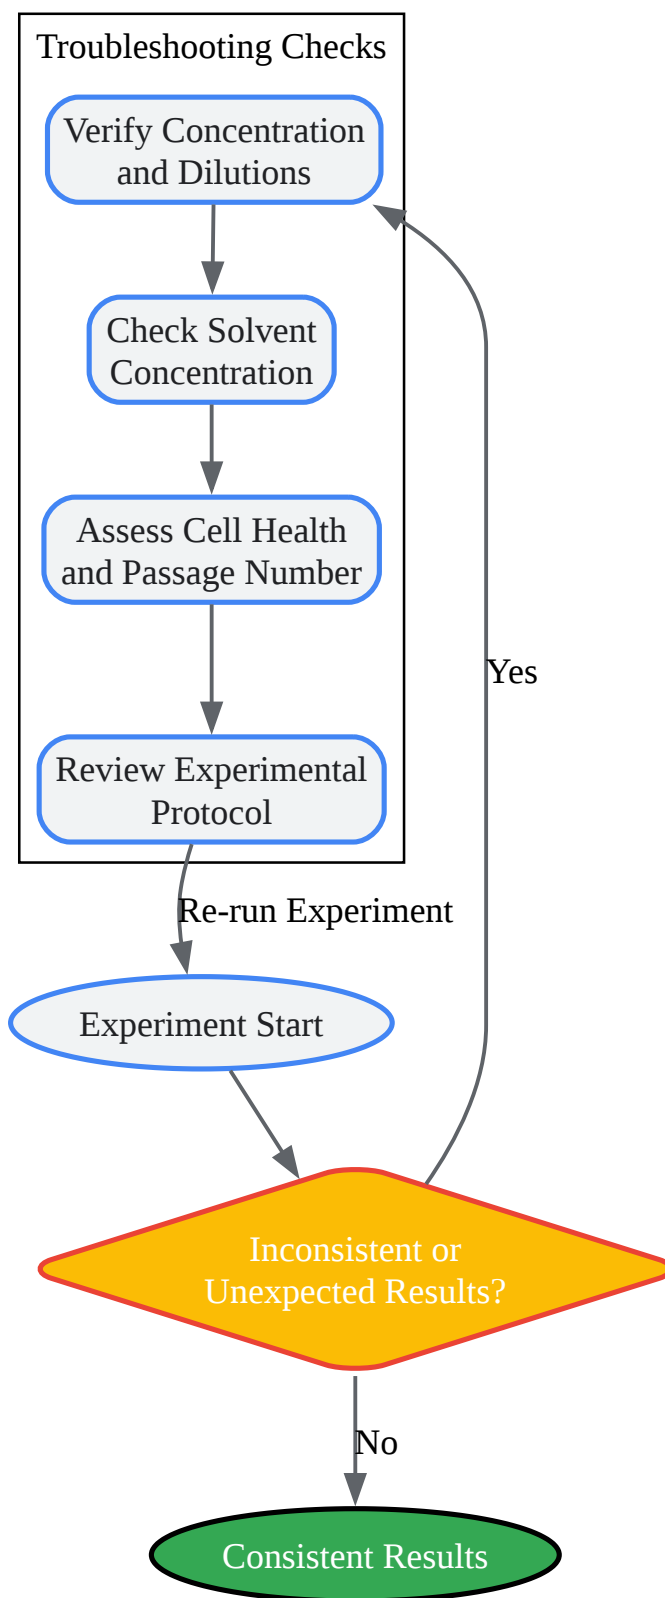 Troubleshooting Checks
Verify Concentration
and Dilutions
Check Solvent
Concentration
Assess Cell Health
and Passage Number
Yes
Review Experimental
Protocol
Re-run Experiment
Experiment Start
Inconsistent or
Unexpected Results?
No
Consistent Results